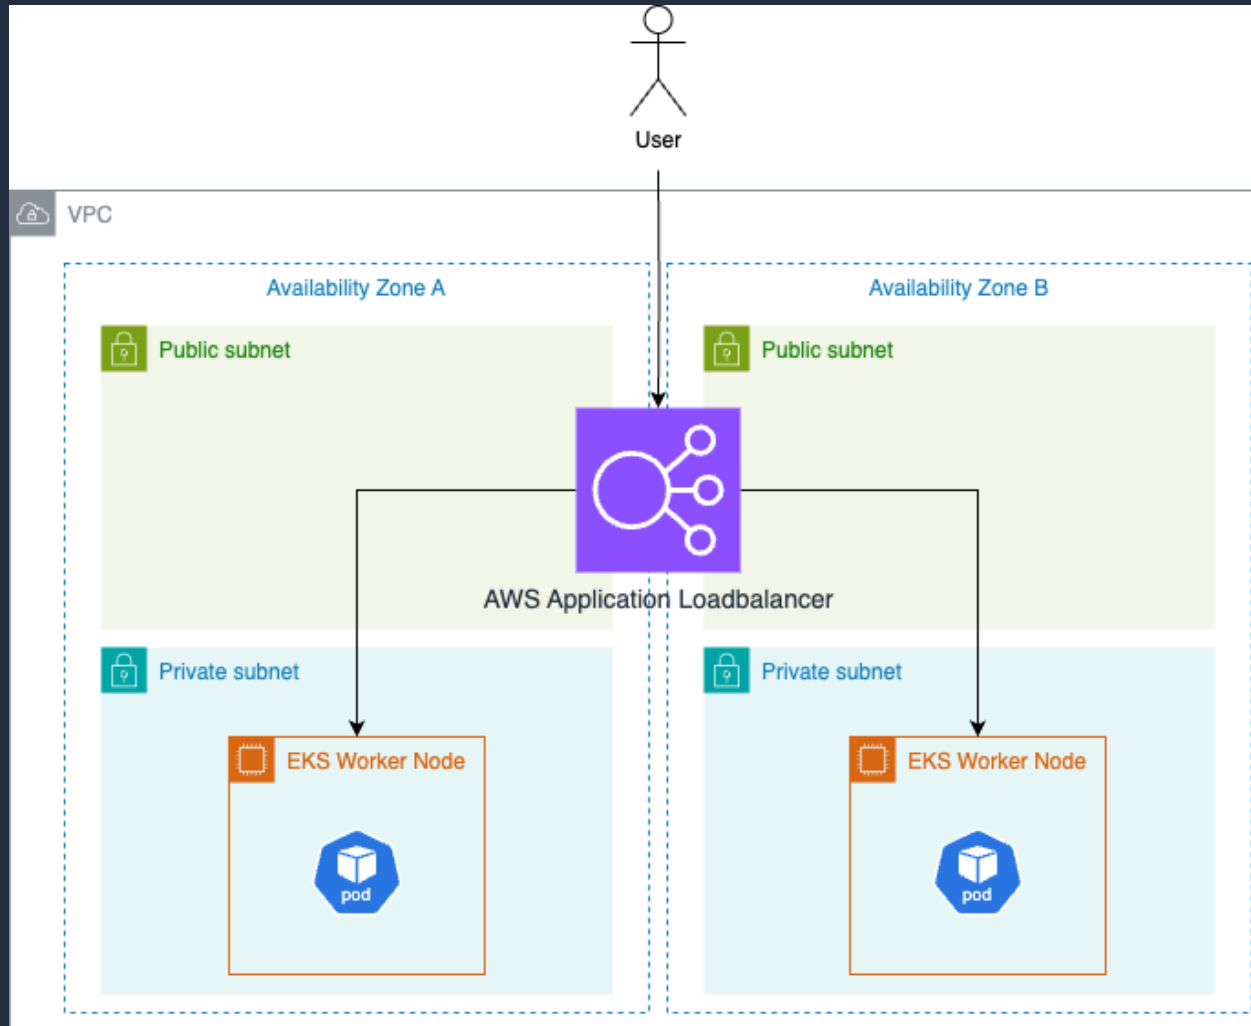 User
VPC
Availability Zone A
Availability Zone B
Public subnet
Public subnet
AWS Application Loadbalancer
Private subnet
Private subnet
EKS Worker Node
EKS Worker Node
pod
pod